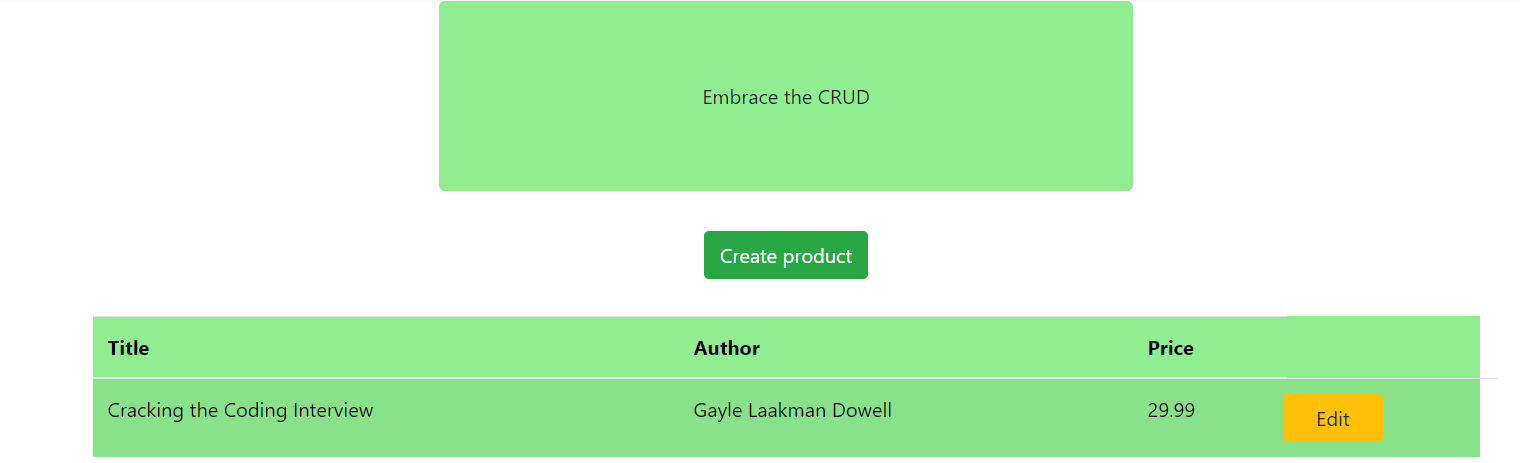 Embrace the CRUD
Create product
Title Author Price
Cracking the Coding Interview Gayle Laakman Dowell 29.99 Edit